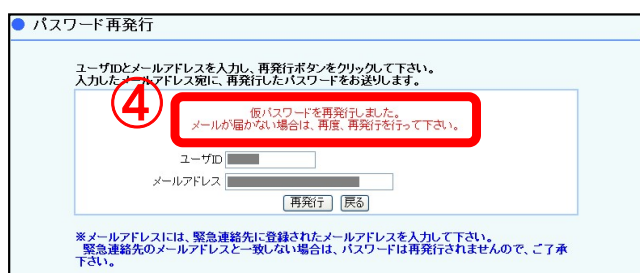 パスワード再発行
ユーザIDとメールアドレスを入力し、再発行ボタンをクリックして下さい。
入力したメールアドレス宛に、再発行したパスワードをお送りします。
④
仮パスワードを再発行しました。
メールが届かない場合は、再度、再発行を行って下さい。
ユーザID
メールアドレス
再発行 戻る
※メールアドレスには、緊急連絡先に登録されたメールアドレスを入力して下さい。
緊急連絡先のメールアドレスと一致しない場合は、パスワードは再発行されませんので、ご了承
下さい。